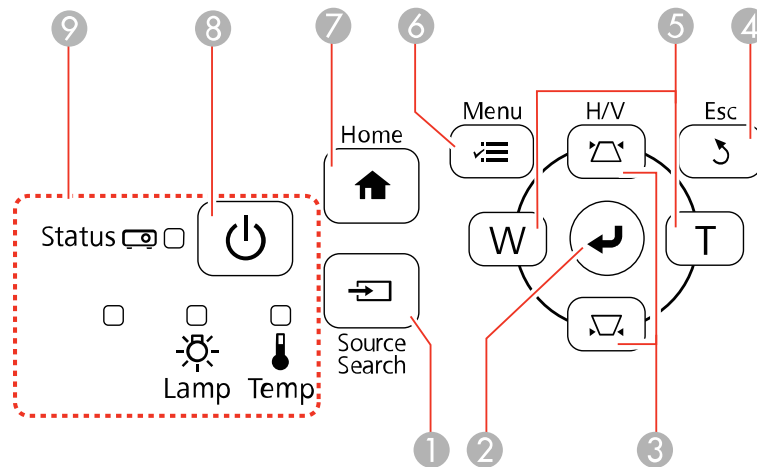 9 8 7 6 5 4
Menu H/V Esc
Home
Status W T
Source
Search
Lamp Temp
1 2 3